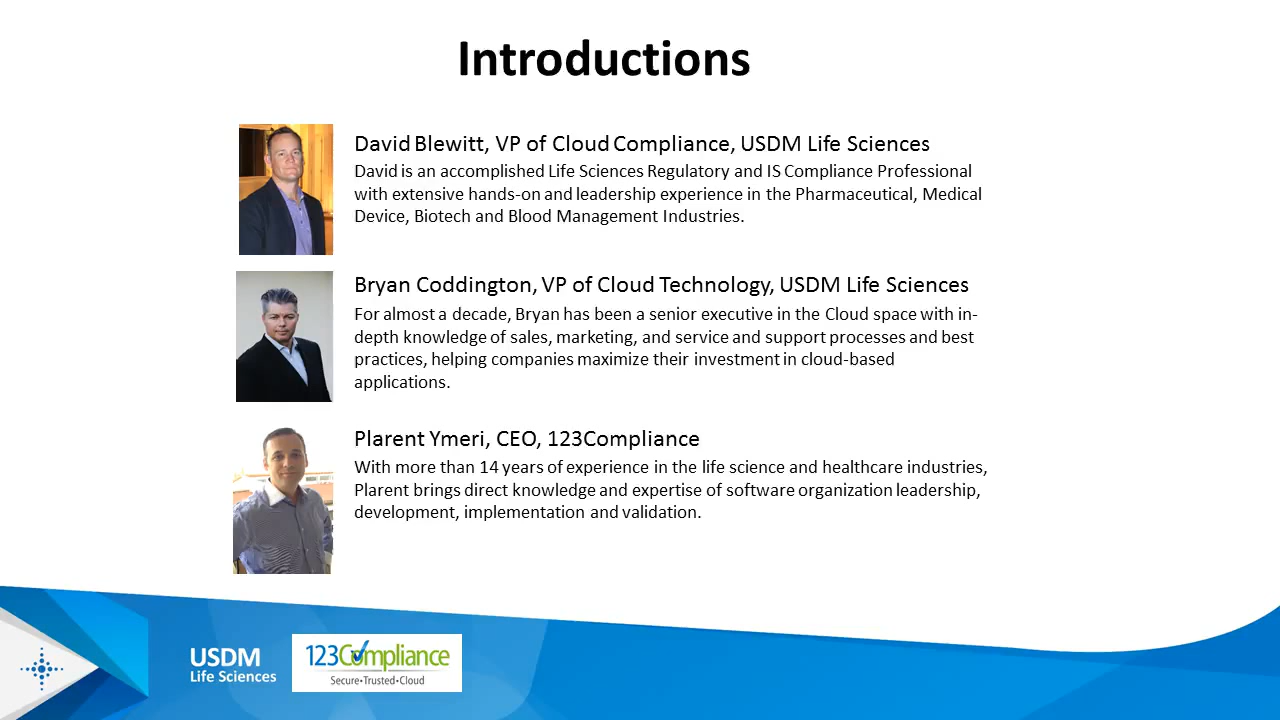 Introductions
David Blewitt, VP of Cloud Compliance, USDM Life Sciences
David is an accomplished Life Sciences Regulatory and IS Compliance Professional
with extensive hands-on and leadership experience in the Pharmaceutical, Medical
Device, Biotech and Blood Management Industries.
Bryan Coddington, VP of Cloud Technology, USDM Life Sciences
For almost a decade, Bryan has been a senior executive in the Cloud space with in-
depth knowledge of sales, marketing, and service and support processes and best
practices, helping companies maximize their investment in cloud-based
applications.
Plarent Ymeri, CEO, 123Compliance
With more than 14 years of experience in the life science and healthcare industries,
Plarent brings direct knowledge and expertise of software organization leadership,
development, implementation and validation.
USDM
Life Sciences
123Compliance
Secure•Trusted•Cloud